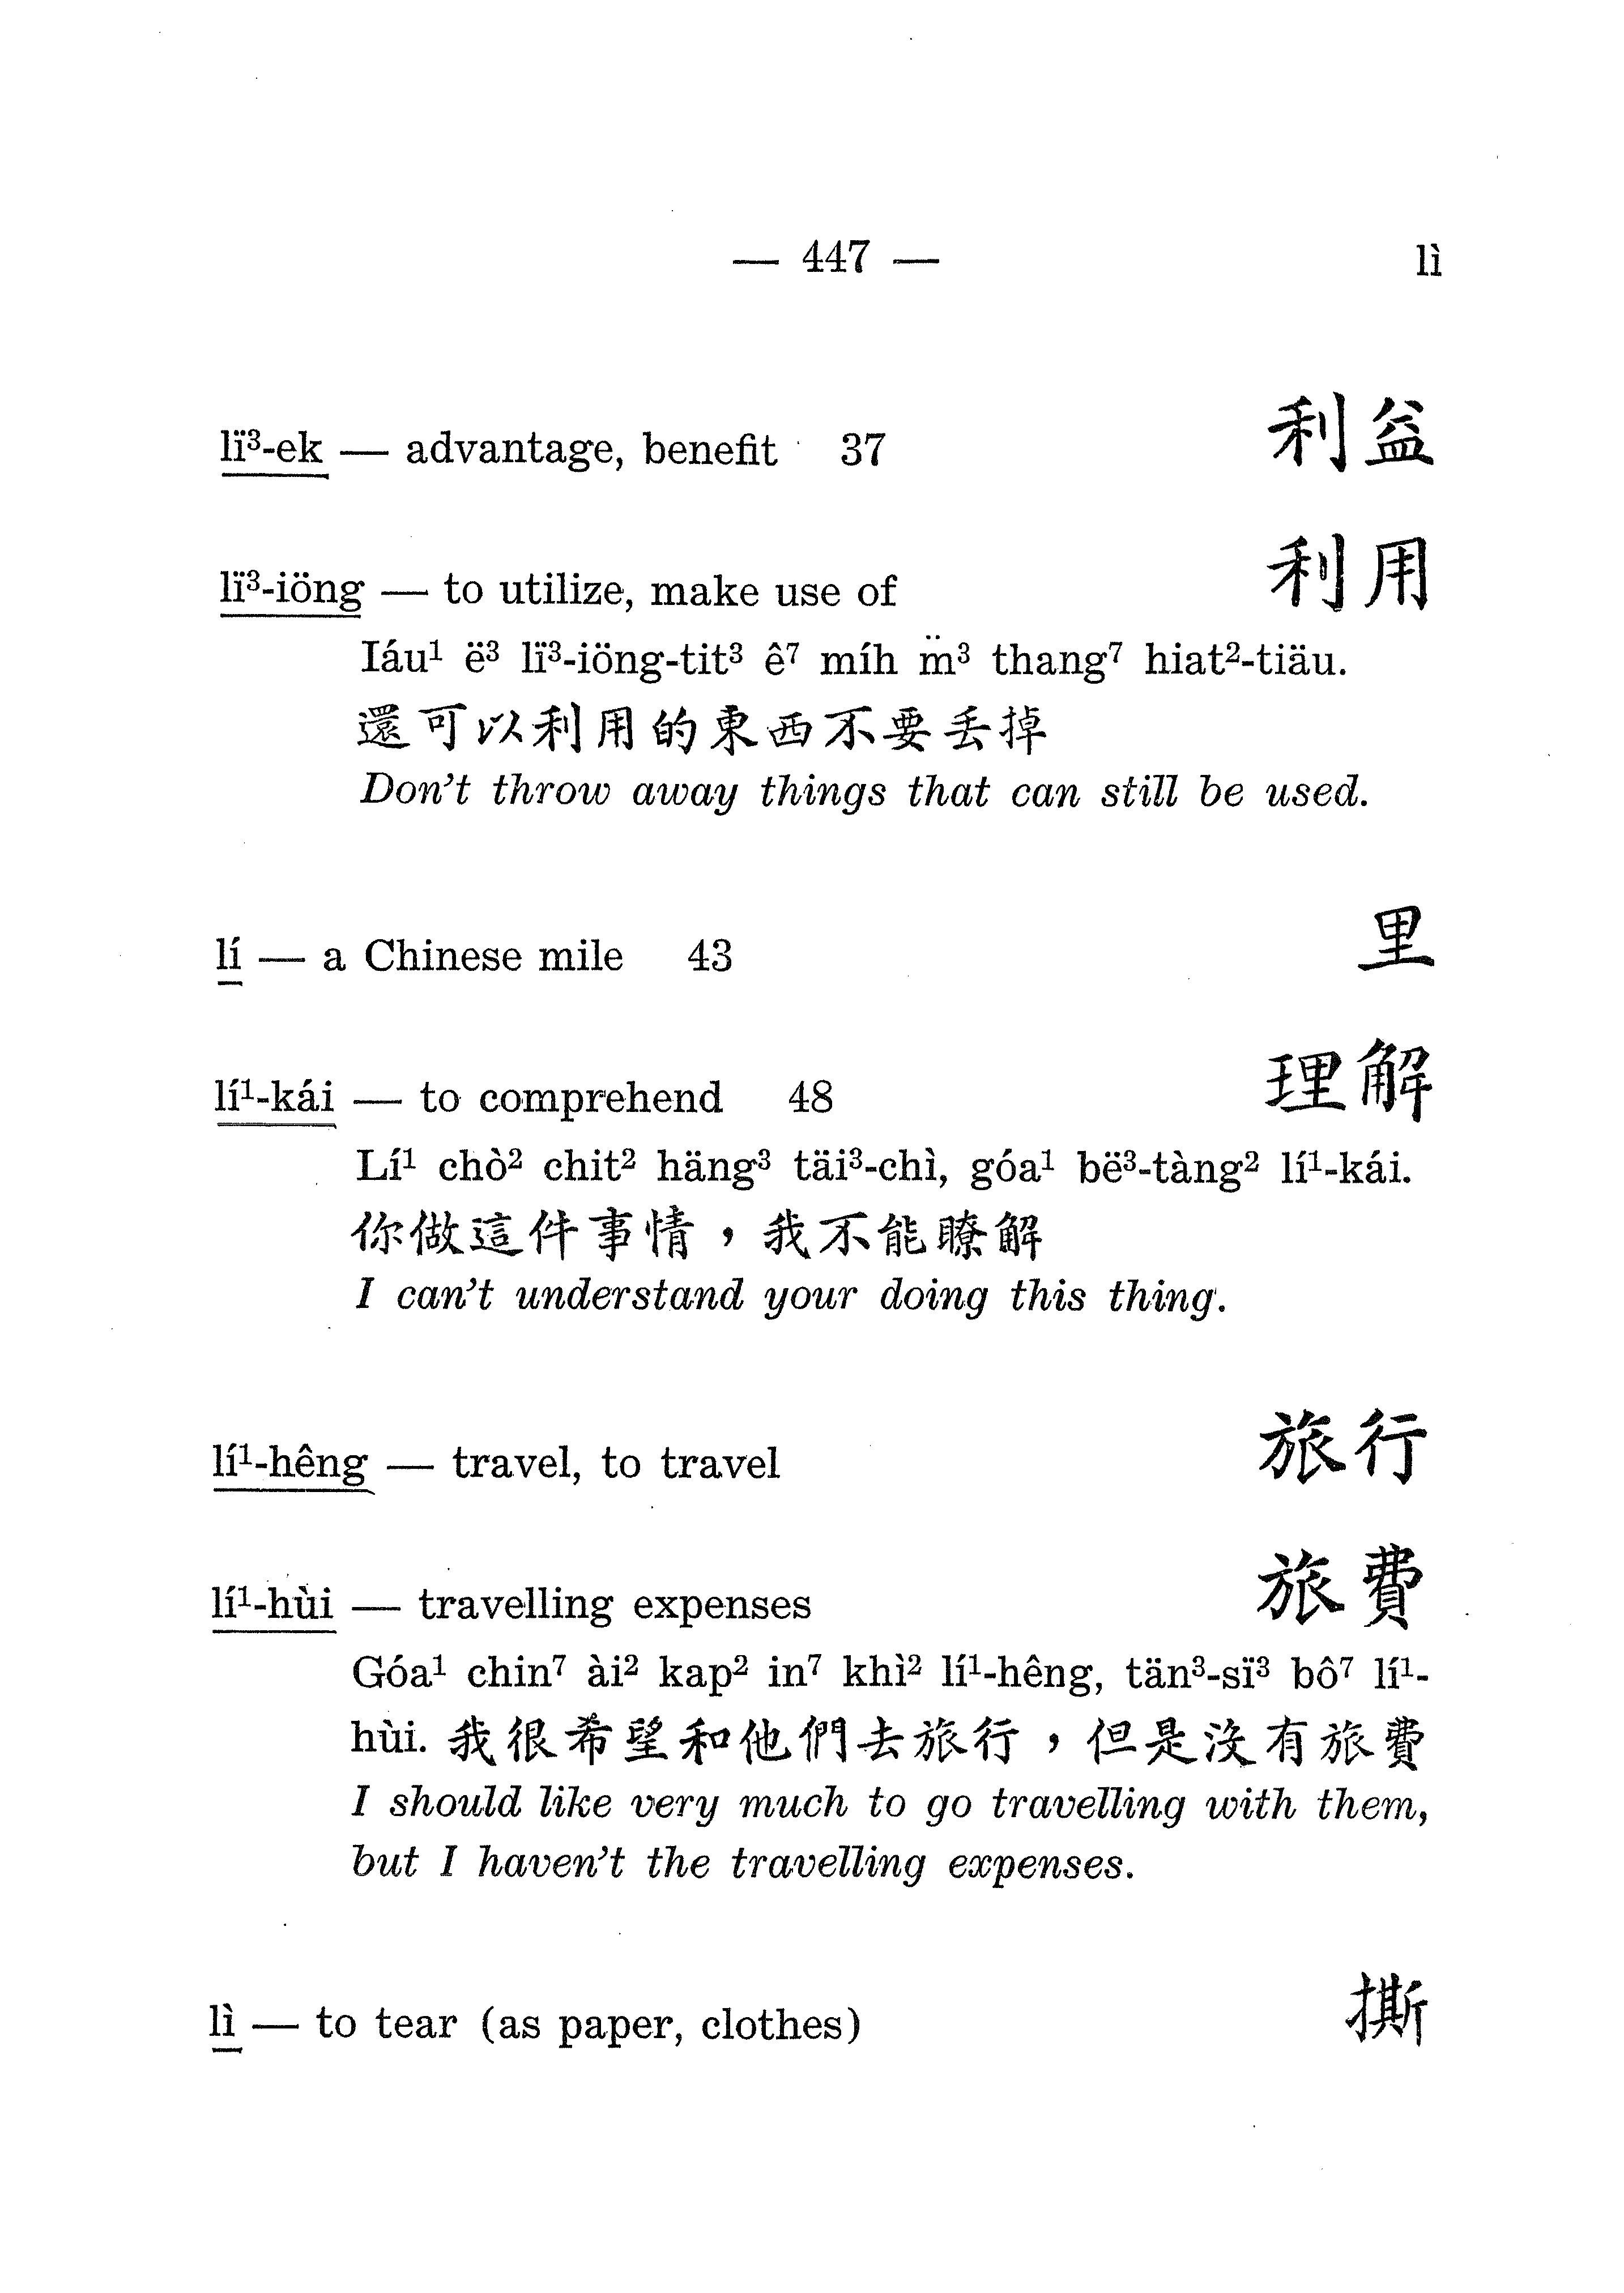 — 447 —
lì
lï³-ek — advantage, benefit 37 利益
lï³-iöng — to utilize, make use of 利用
Iáu¹ ë³ lï³-iöng-tit³ ê⁷ míh m̈³ thang⁷ hiat²-tiäu.
還可以利用的東西不要丢掉
Don't throw away things that can still be used.
lí — a Chinese mile 43 里
lí¹-kái — to comprehend 48 理解
Lí¹ chò² chit² häng³ täi³-chì, góa¹ bë³-tàng² lí¹-kái.
你做這件事情，我不能瞭解
I can't understand your doing this thing.
lí¹-hêng — travel, to travel 旅行
lí¹-hùi — travelling expenses 旅費
Góa¹ chin⁷ ài² kap² in⁷ khì² lí¹-hêng, tän³-sï³ bô⁷ lí¹-
hùi. 我很希望和他們去旅行，但是沒有旅費
I should like very much to go travelling with them,
but I haven't the travelling expenses.
lì — to tear (as paper, clothes) 撕